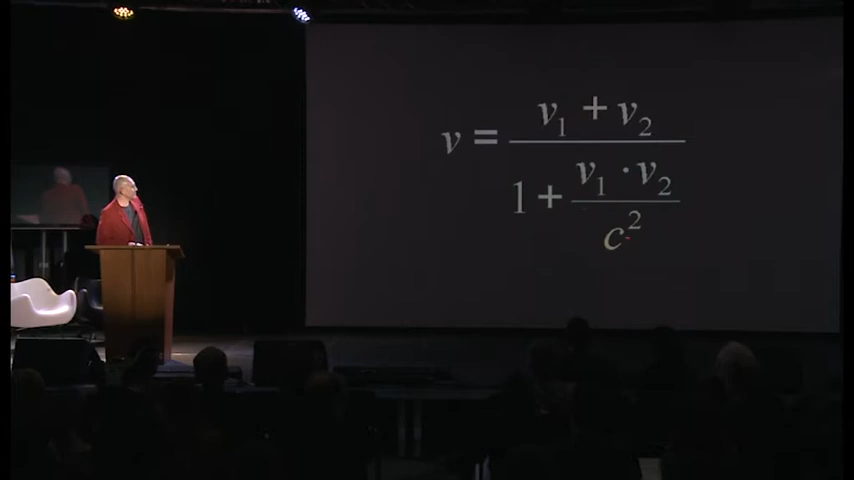 v = (v₁ + v₂) / (1 + (v₁ · v₂) / c²)